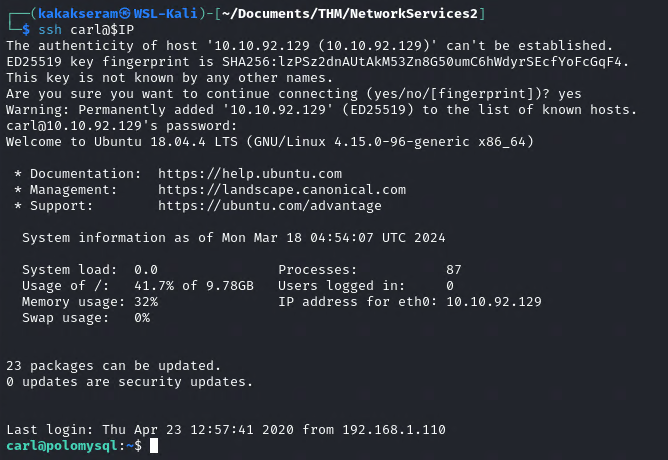 ┌──(kakakseram㉿WSL-Kali)-[~/Documents/THM/NetworkServices2]
└─$ ssh carl@$IP
The authenticity of host '10.10.92.129 (10.10.92.129)' can't be established.
ED25519 key fingerprint is SHA256:lzPSz2dnAUtAkM53Zn8G50umC6hWdyrSEcfYoFcGqF4.
This key is not known by any other names.
Are you sure you want to continue connecting (yes/no/[fingerprint])? yes
Warning: Permanently added '10.10.92.129' (ED25519) to the list of known hosts.
carl@10.10.92.129's password:
Welcome to Ubuntu 18.04.4 LTS (GNU/Linux 4.15.0-96-generic x86_64)
* Documentation:  https://help.ubuntu.com
* Management:     https://landscape.canonical.com
* Support:        https://ubuntu.com/advantage
System information as of Mon Mar 18 04:54:07 UTC 2024
System load:  0.0               Processes:           87
Usage of /:   41.7% of 9.78GB   Users logged in:     0
Memory usage: 32%               IP address for eth0: 10.10.92.129
Swap usage:   0%
23 packages can be updated.
0 updates are security updates.
Last login: Thu Apr 23 12:57:41 2020 from 192.168.1.110
carl@polomysql:~$